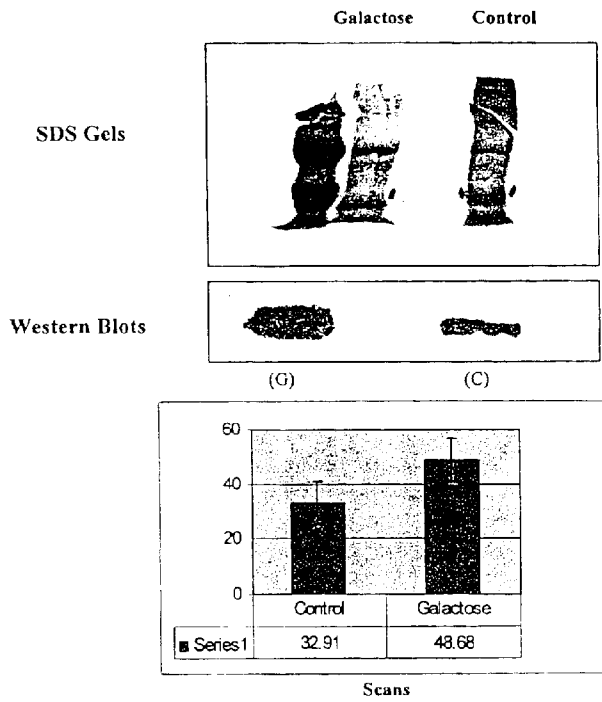 Galactose Control
SDS Gels
Western Blots
(G) (C)
60
40
20
0
Control Galactose
Series1 32.91 48.68
Scans